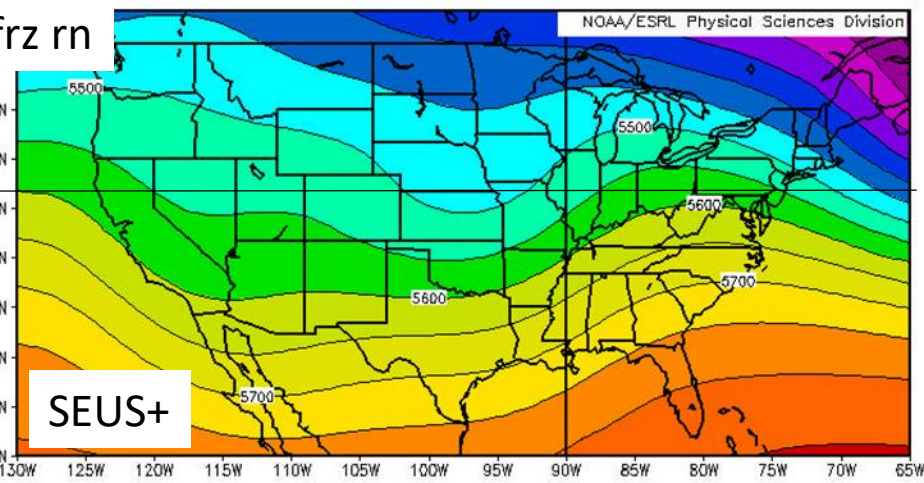 frz rn
NOAA/ESRL Physical Sciences Division
5500
5500
5600
5700
5600
5700
SEUS+
N
N
N
N
N
N
N
N
130W 125W 120W 115W 110W 105W 100W 95W 90W 85W 80W 75W 70W 65W